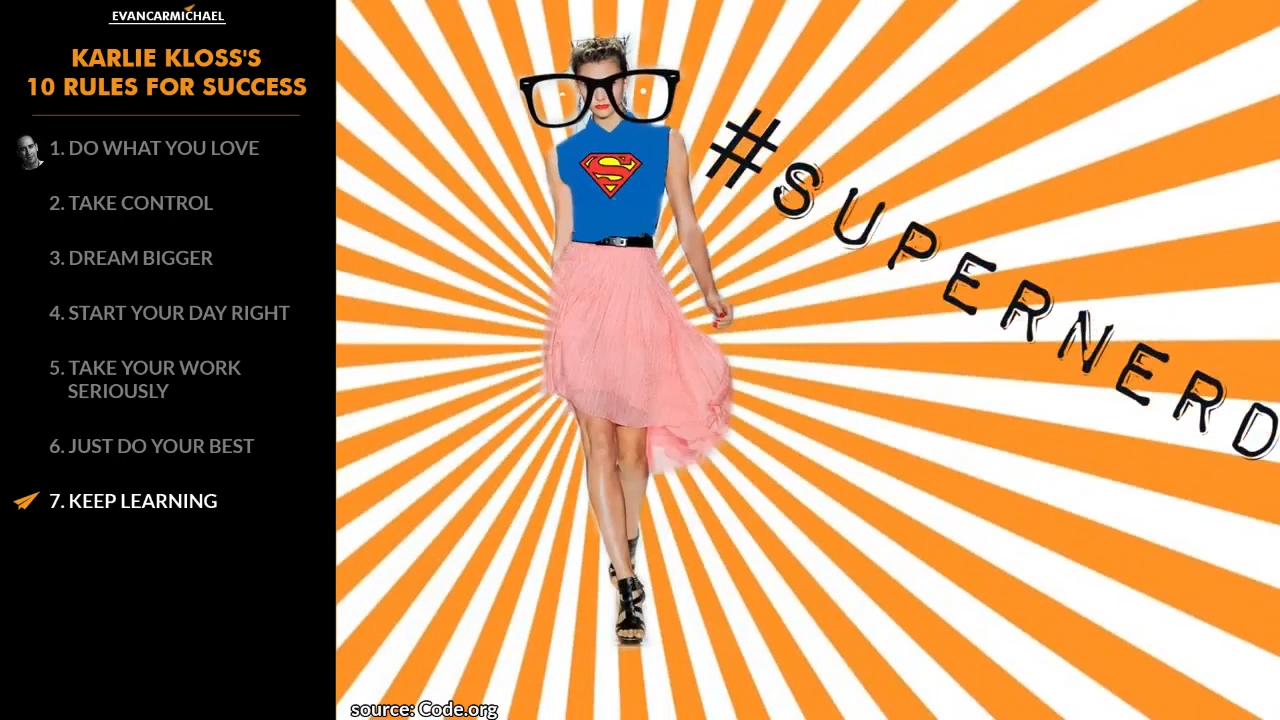 EVANCARMICHAEL
KARLIE KLOSS'S
10 RULES FOR SUCCESS
1. DO WHAT YOU LOVE
2. TAKE CONTROL
3. DREAM BIGGER
4. START YOUR DAY RIGHT
5. TAKE YOUR WORK
SERIOUSLY
6. JUST DO YOUR BEST
7. KEEP LEARNING
S
#SUPERNERD
source: Code.org